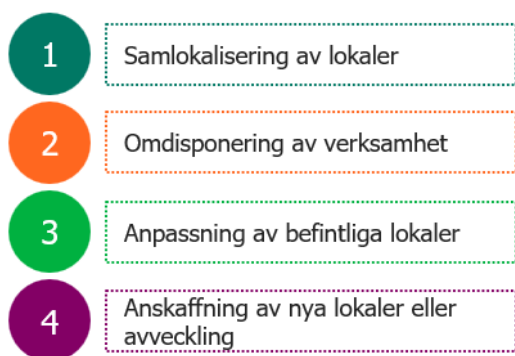 1
Samlokalisering av lokaler
2
Omdisponering av verksamhet
3
Anpassning av befintliga lokaler
4
Anskaffning av nya lokaler eller
avveckling